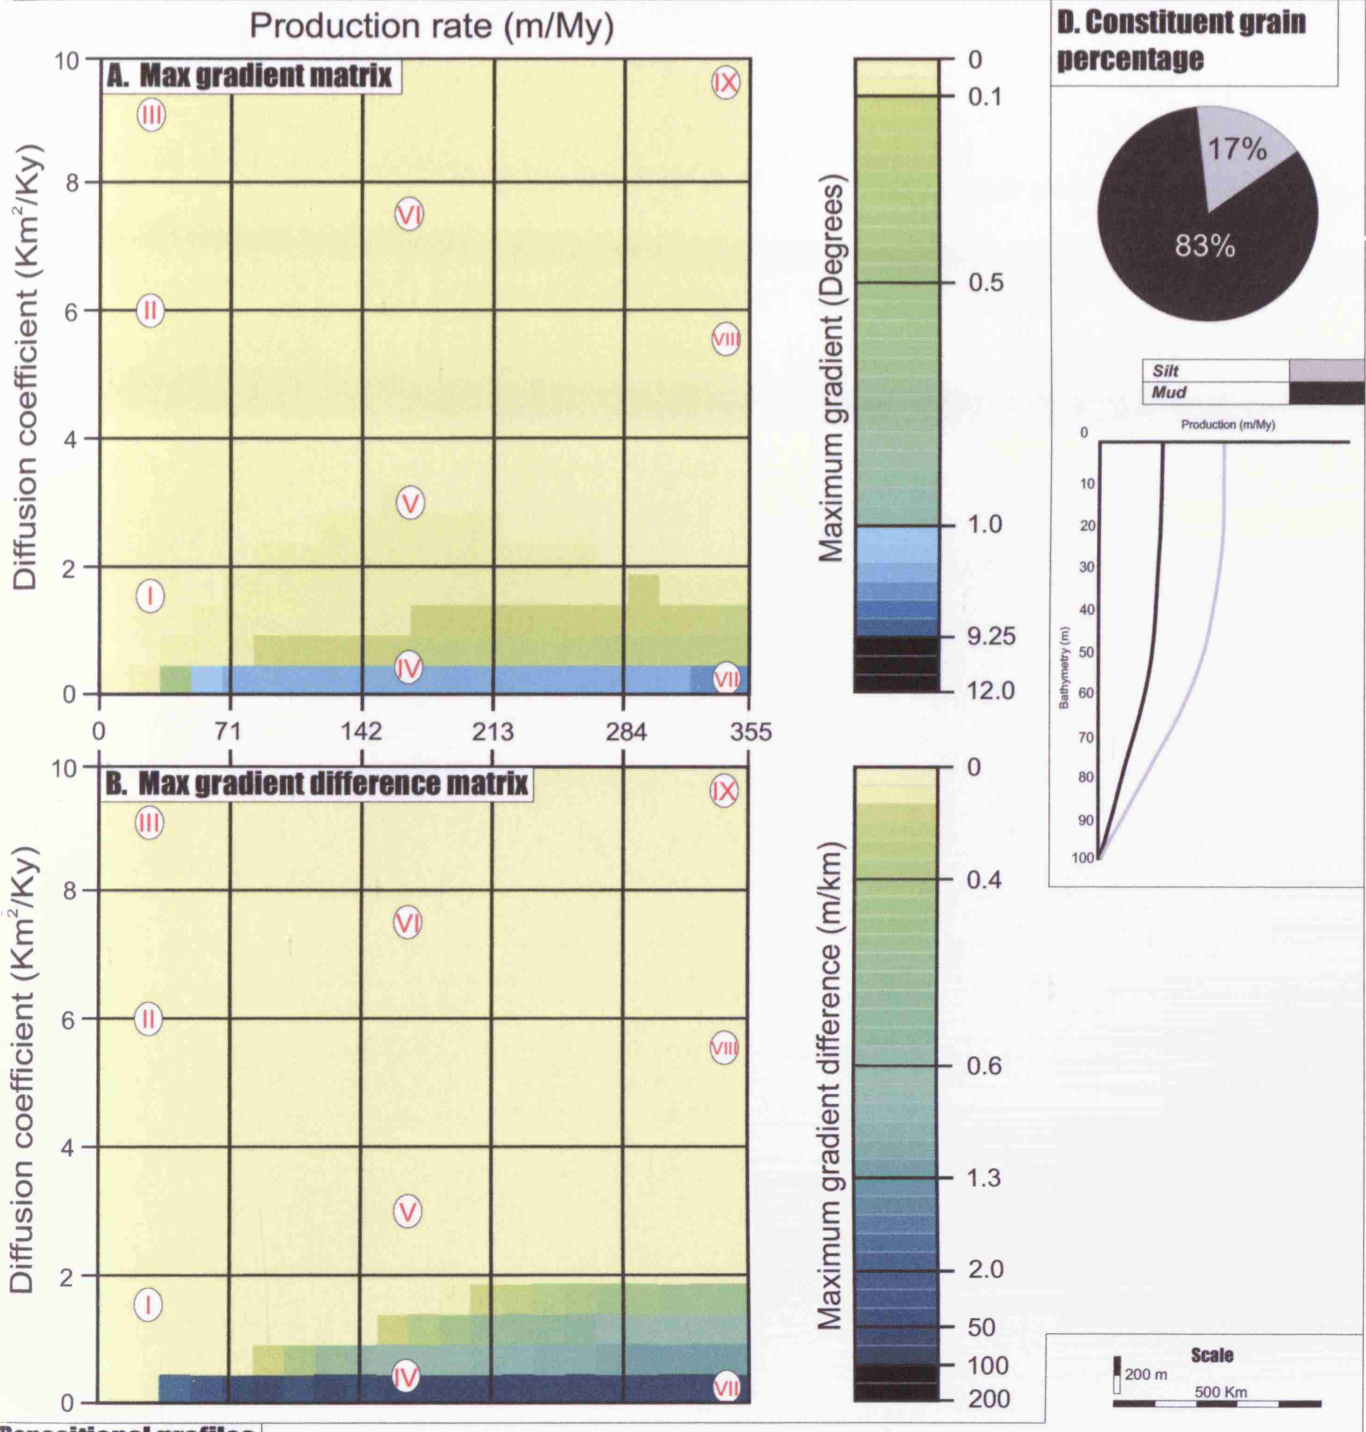 Production rate (m/My)
A. Max gradient matrix
Diffusion coefficient (Km²/Ky)
10
8
6
4
2
0
III
II
I
VI
V
IV
IX
VIII
VII
0 71 142 213 284 355
Maximum gradient (Degrees)
0
0.1
0.5
1.0
9.25
12.0
B. Max gradient difference matrix
Diffusion coefficient (Km²/Ky)
10
8
6
4
2
0
III
II
I
VI
V
IV
IX
VIII
VII
Maximum gradient difference (m/km)
0
0.4
0.6
1.3
2.0
50
100
200
D. Constituent grain
percentage
17%
83%
Silt
Mud
Production (m/My)
Bathymetry (m)
0
10
20
30
40
50
60
70
80
90
100
Scale
200 m
500 Km